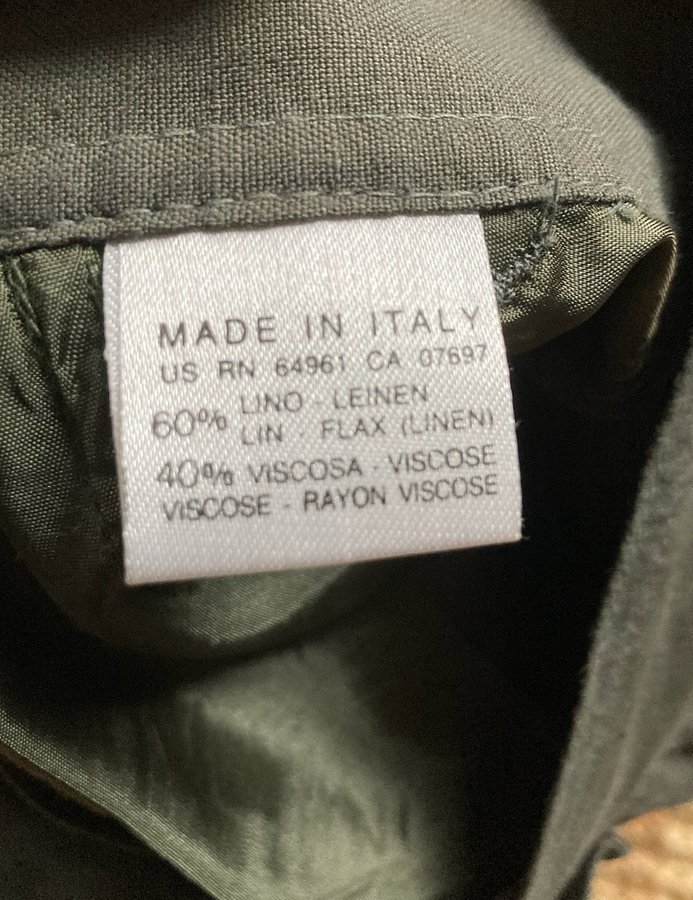 MADE IN ITALY
US RN 64961 CA 07697
60% LINO - LEINEN
LIN - FLAX (LINEN)
40% VISCOSA - VISCOSE
VISCOSE - RAYON VISCOSE